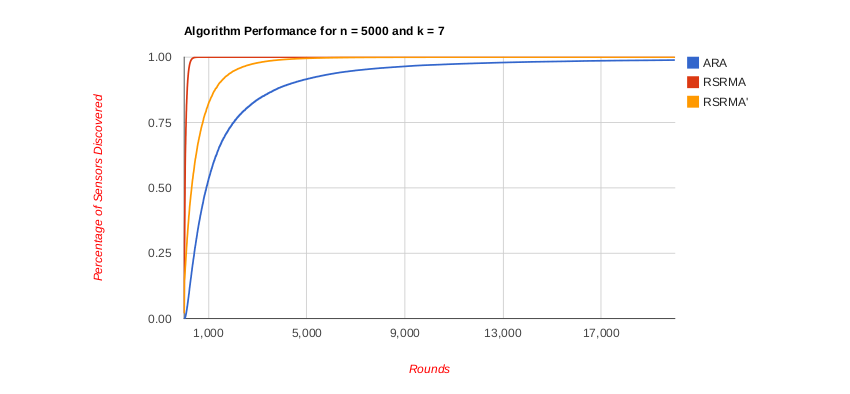 Algorithm Performance for n = 5000 and k = 7
1.00
0.75
0.50
0.25
0.00
Percentage of Sensors Discovered
1,000 5,000 9,000 13,000 17,000
Rounds
ARA
RSRMA
RSRMA'